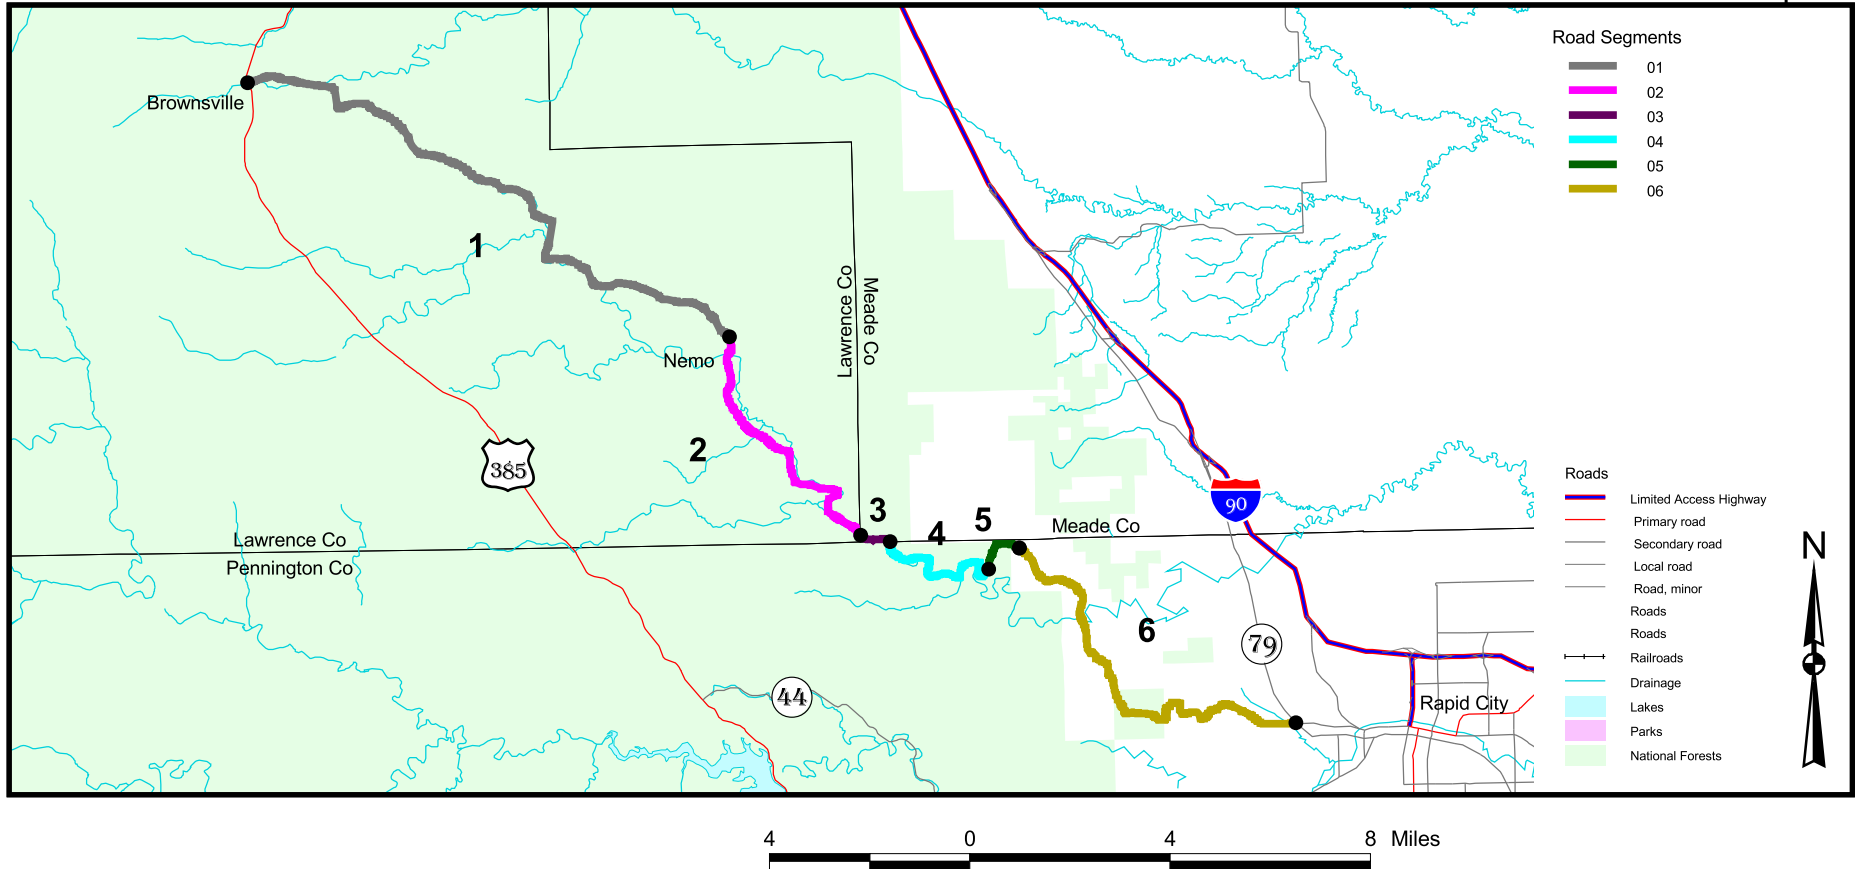 Road Segments
01
02
03
04
05
06
Brownsville
1
Lawrence Co
Meade Co
Nemo
2
385
90
3
4
5
Meade Co
Lawrence Co
Pennington Co
6
79
44
Rapid City
Roads
Limited Access Highway
Primary road
Secondary road
Local road
Road, minor
Roads
Roads
Railroads
Drainage
Lakes
Parks
National Forests
N
4 0 4 8 Miles